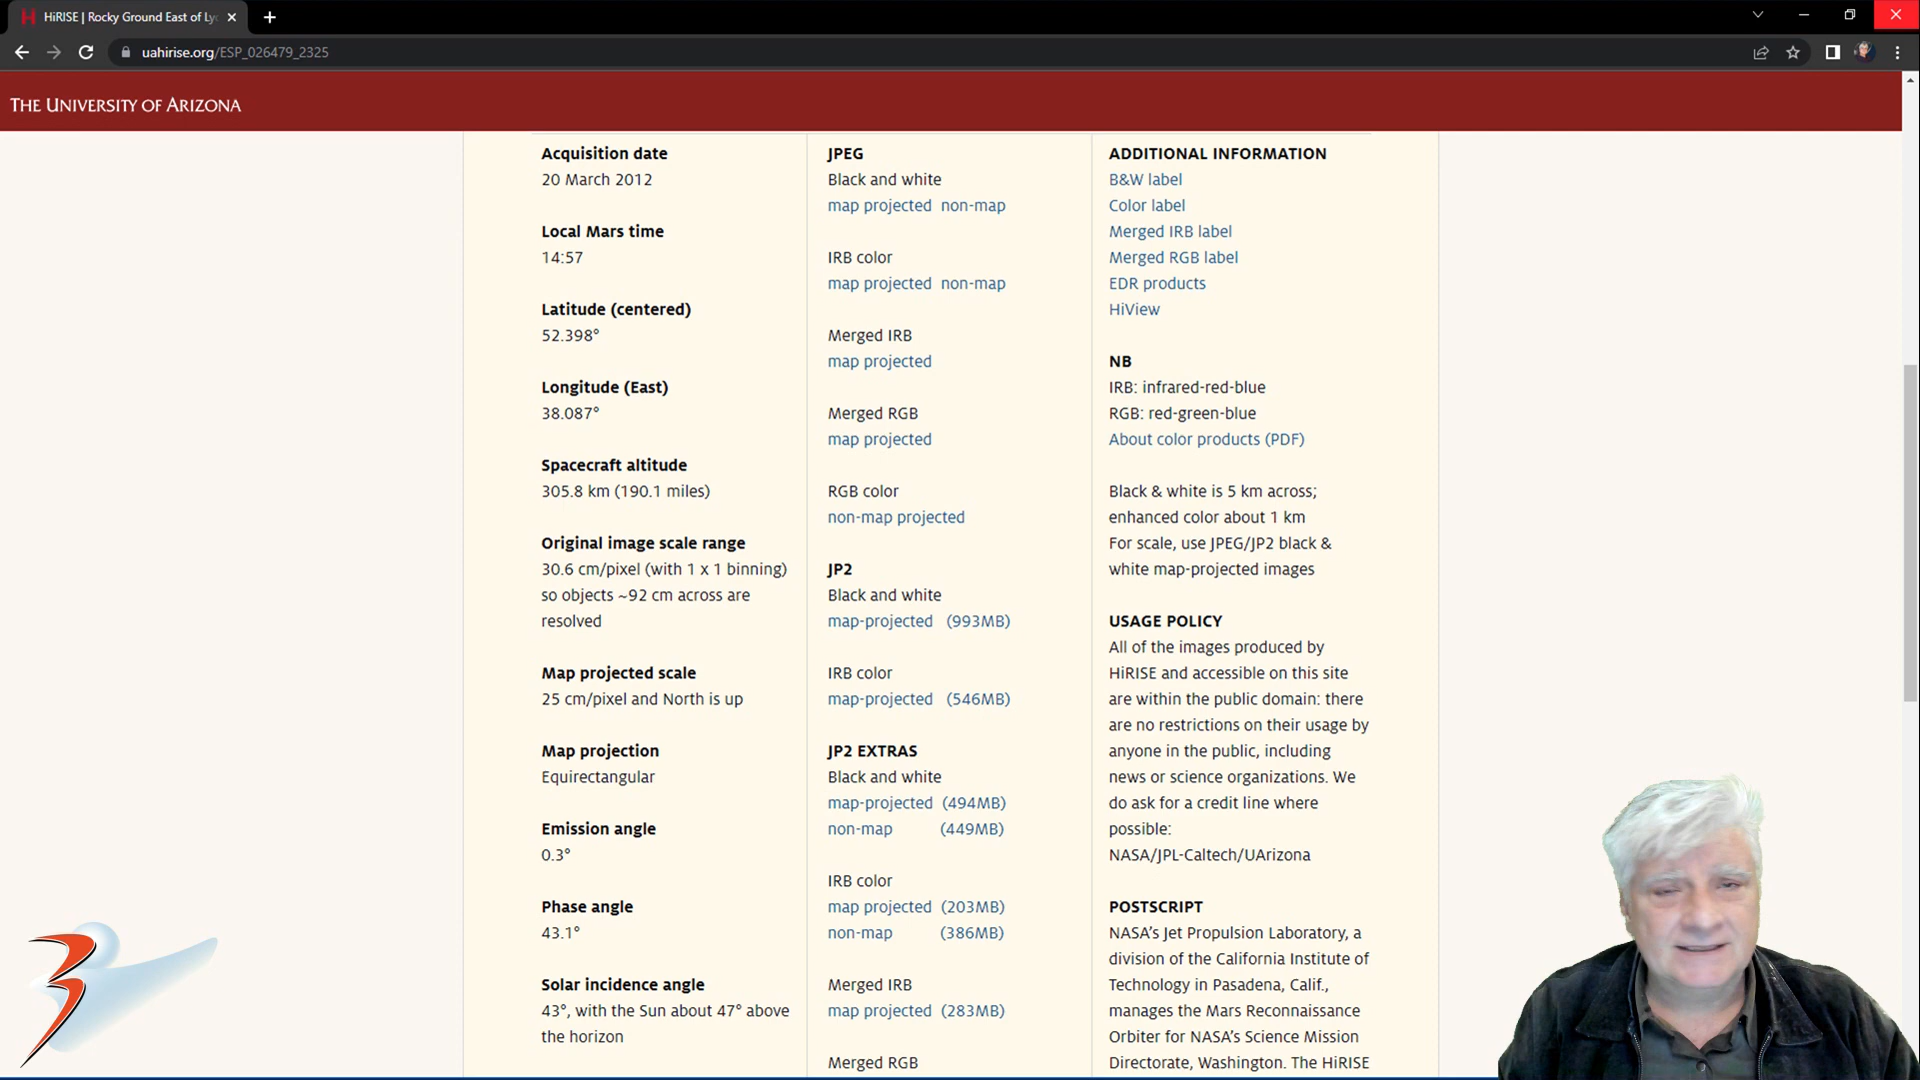 HiRISE | Rocky Ground East of Ly
uahirise.org/ESP_026479_2325
THE UNIVERSITY OF ARIZONA
Acquisition date
20 March 2012
Local Mars time
14:57
Latitude (centered)
52.398°
Longitude (East)
38.087°
Spacecraft altitude
305.8 km (190.1 miles)
Original image scale range
30.6 cm/pixel (with 1 x 1 binning)
so objects ~92 cm across are
resolved
Map projected scale
25 cm/pixel and North is up
Map projection
Equirectangular
Emission angle
0.3°
Phase angle
43.1°
Solar incidence angle
43°, with the Sun about 47° above
the horizon
JPEG
Black and white
map projected non-map
IRB color
map projected non-map
Merged IRB
map projected
Merged RGB
map projected
RGB color
non-map projected
JP2
Black and white
map-projected (993MB)
IRB color
map-projected (546MB)
JP2 EXTRAS
Black and white
map-projected (494MB)
non-map (449MB)
IRB color
map projected (203MB)
non-map (386MB)
Merged IRB
map projected (283MB)
Merged RGB
ADDITIONAL INFORMATION
B&W label
Color label
Merged IRB label
Merged RGB label
EDR products
HiView
NB
IRB: infrared-red-blue
RGB: red-green-blue
About color products (PDF)
Black & white is 5 km across;
enhanced color about 1 km
For scale, use JPEG/JP2 black &
white map-projected images
USAGE POLICY
All of the images produced by
HiRISE and accessible on this site
are within the public domain: there
are no restrictions on their usage by
anyone in the public, including
news or science organizations. We
do ask for a credit line where
possible:
NASA/JPL-Caltech/UArizona
POSTSCRIPT
NASA's Jet Propulsion Laboratory, a
division of the California Institute of
Technology in Pasadena, Calif.,
manages the Mars Reconnaissance
Orbiter for NASA's Science Mission
Directorate, Washington. The HiRISE